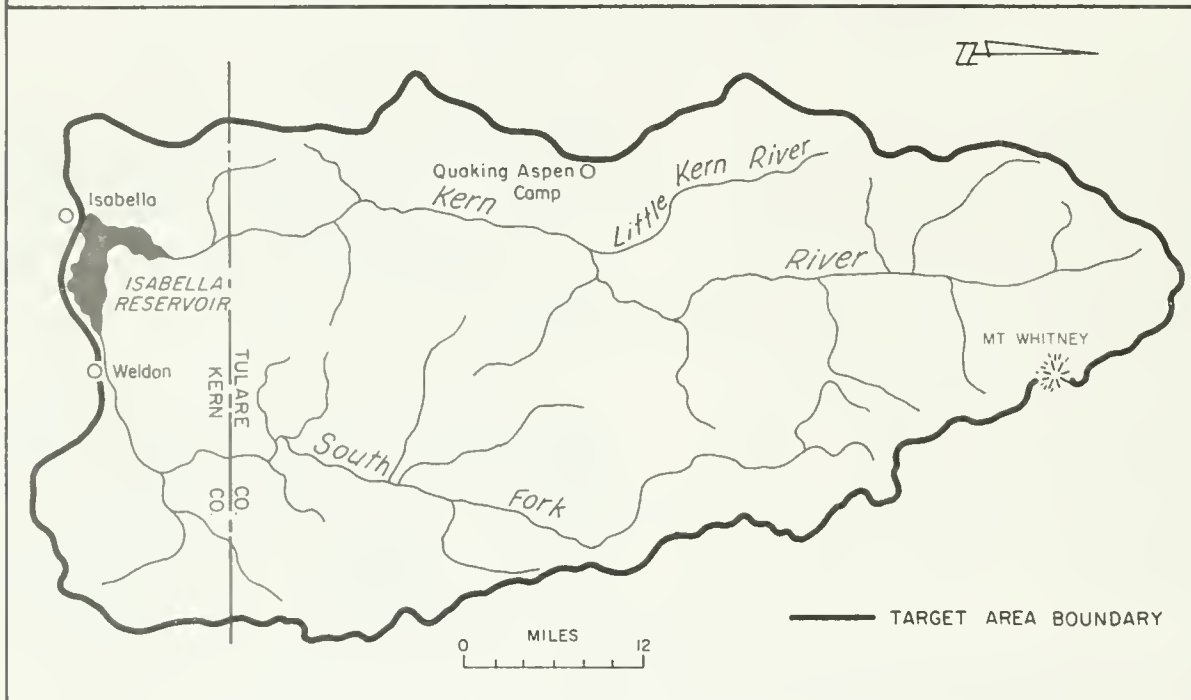 N
Quaking Aspen
Camp
Kern
Little Kern River
Isabella
ISABELLA
RESERVOIR
River
MT WHITNEY
Weldon
TULARE CO.
KERN CO.
South
Fork
MILES
0 12
TARGET AREA BOUNDARY